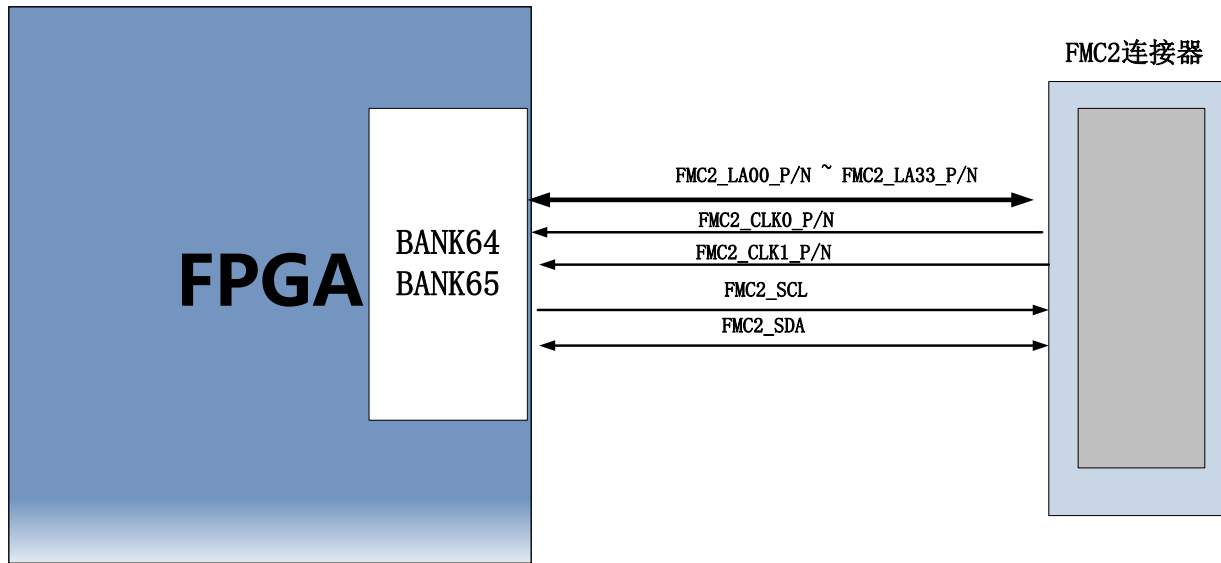 FMC2连接器
FMC2_LA00_P/N ~ FMC2_LA33_P/N
FMC2_CLK0_P/N
FMC2_CLK1_P/N
FMC2_SCL
FMC2_SDA
BANK64
BANK65
FPGA